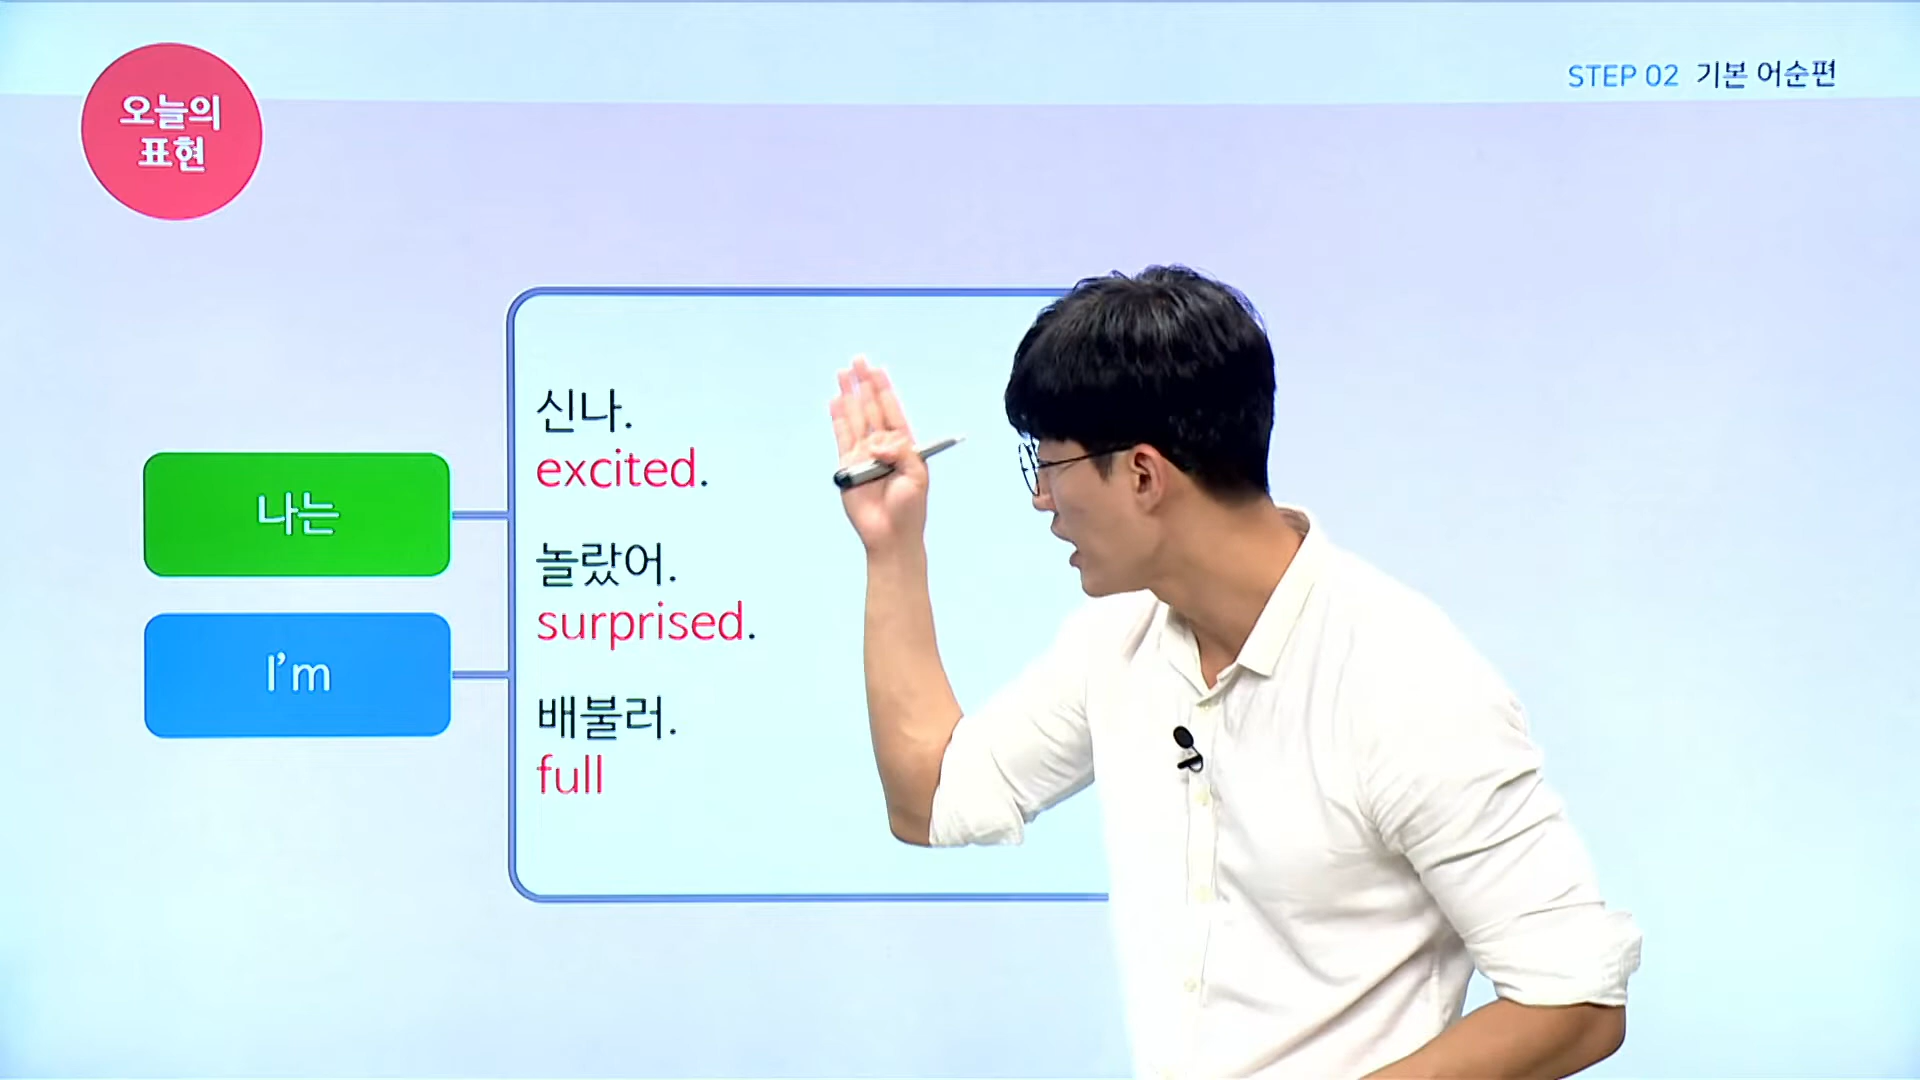 오늘의
표현
STEP 02 기본 어순편
나는
I'm
신나.
excited.
놀랐어.
surprised.
배불러.
full